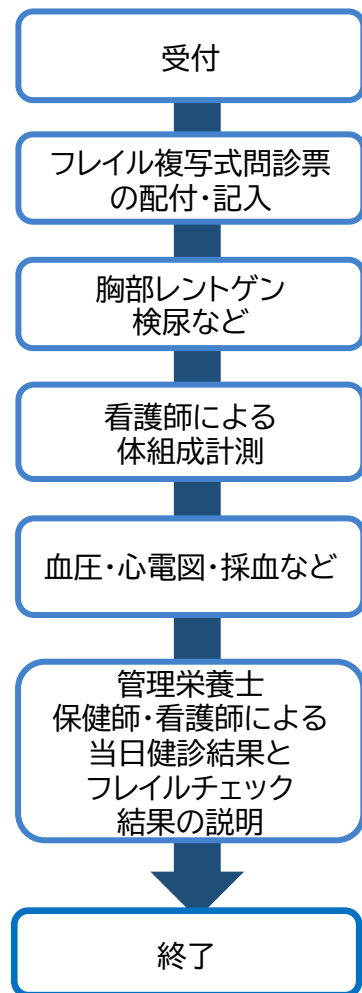 受付
フレイル複写式問診票
の配付・記入
胸部レントゲン
検尿など
看護師による
体組成計測
血圧・心電図・採血など
管理栄養士
保健師・看護師による
当日健診結果と
フレイルチェック
結果の説明
終了